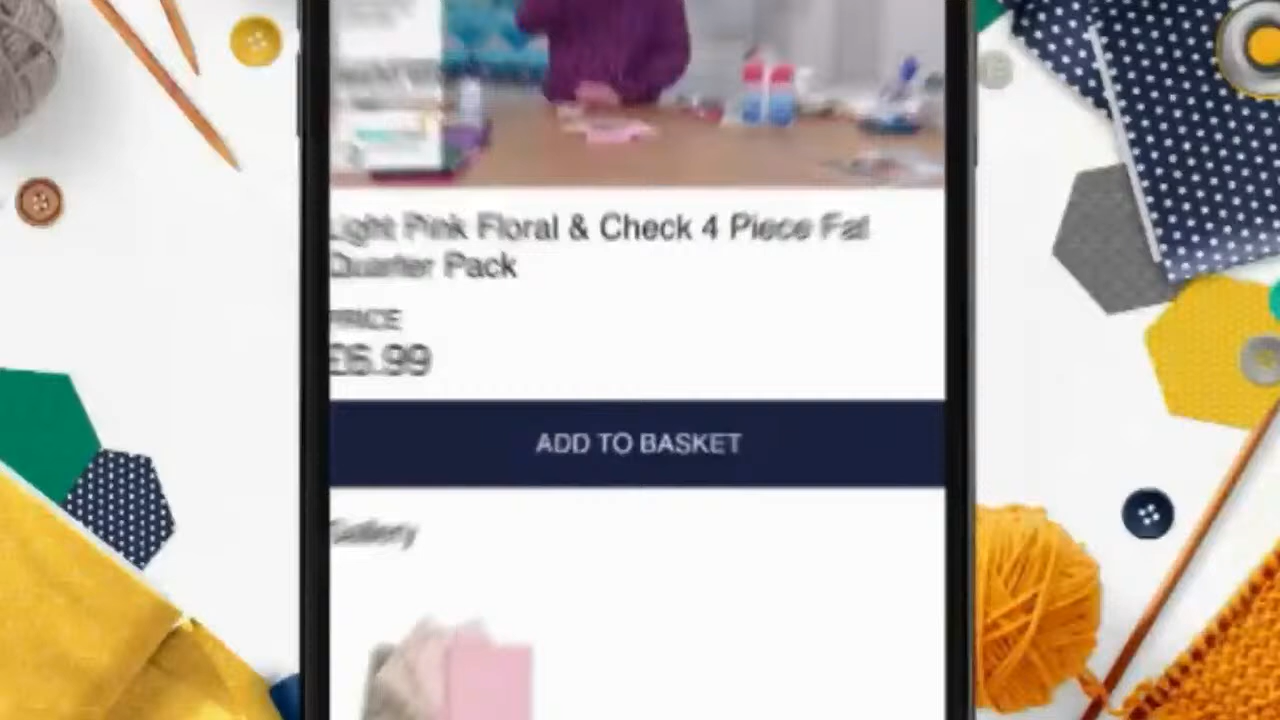 Light Pink Floral & Check 4 Piece Fat
Quarter Pack
PRICE
£6.99
ADD TO BASKET
Gallery